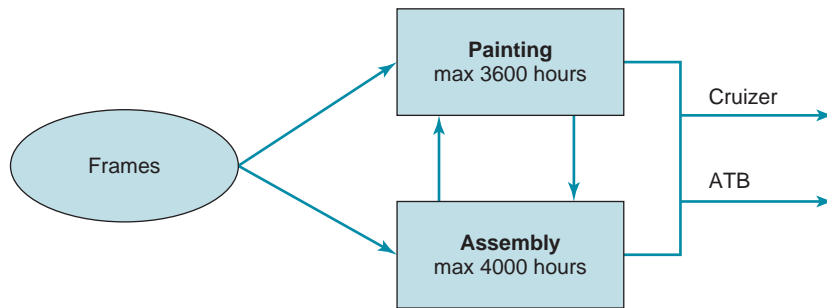 Painting
max 3600 hours
Cruizer
Frames
ATB
Assembly
max 4000 hours